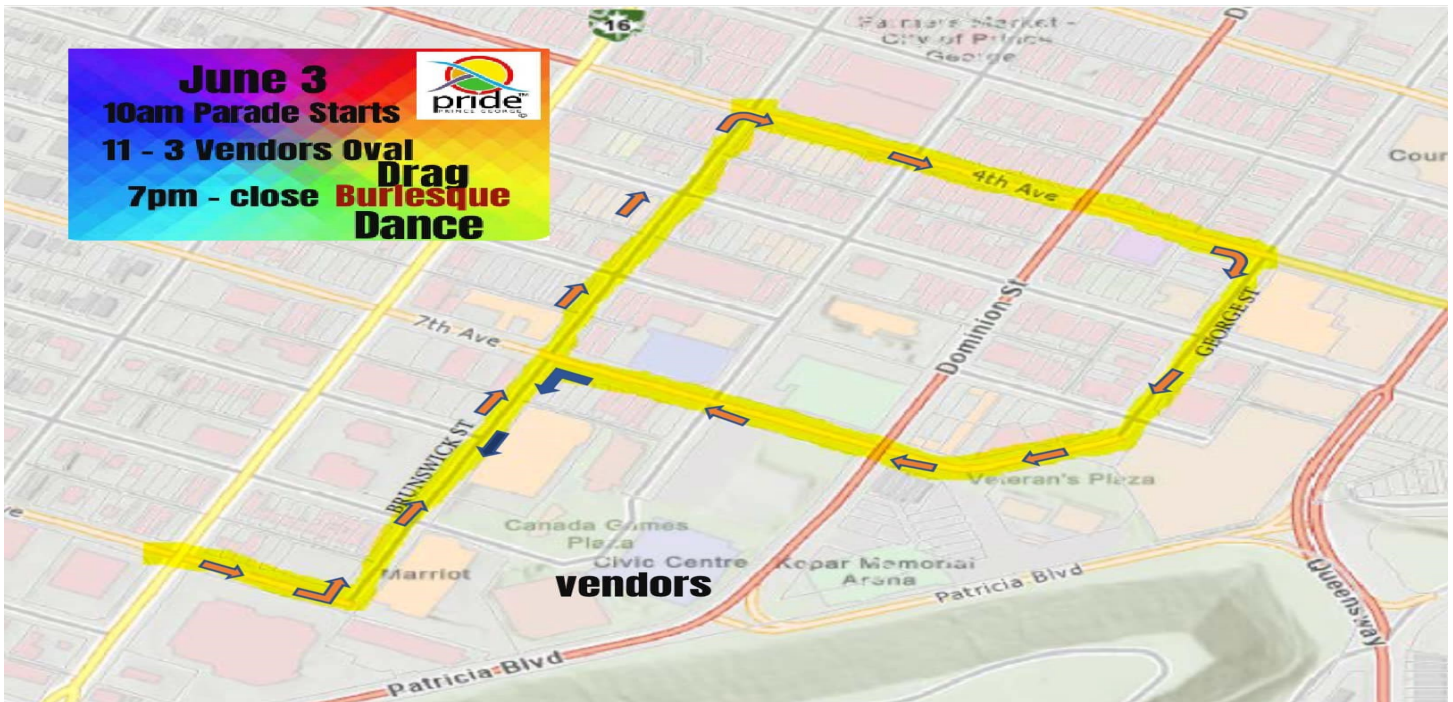 June 3
10am Parade Starts
11 - 3 Vendors Oval
Drag
7pm - close Burlesque
Dance
pride™
PRINCE GEORGE
©
16
Farmers Market -
City of Prince
George
D
Cour
4th Ave
GEORGE ST
Dominion St
7th Ave
BRUNSWICK ST
Veteran's Plaza
ve
Canada Games
Plaza
Civic Centre
Kopar Memorial
Arena
Marriot
vendors
Patricia Blvd
Queensway
Patricia Blvd